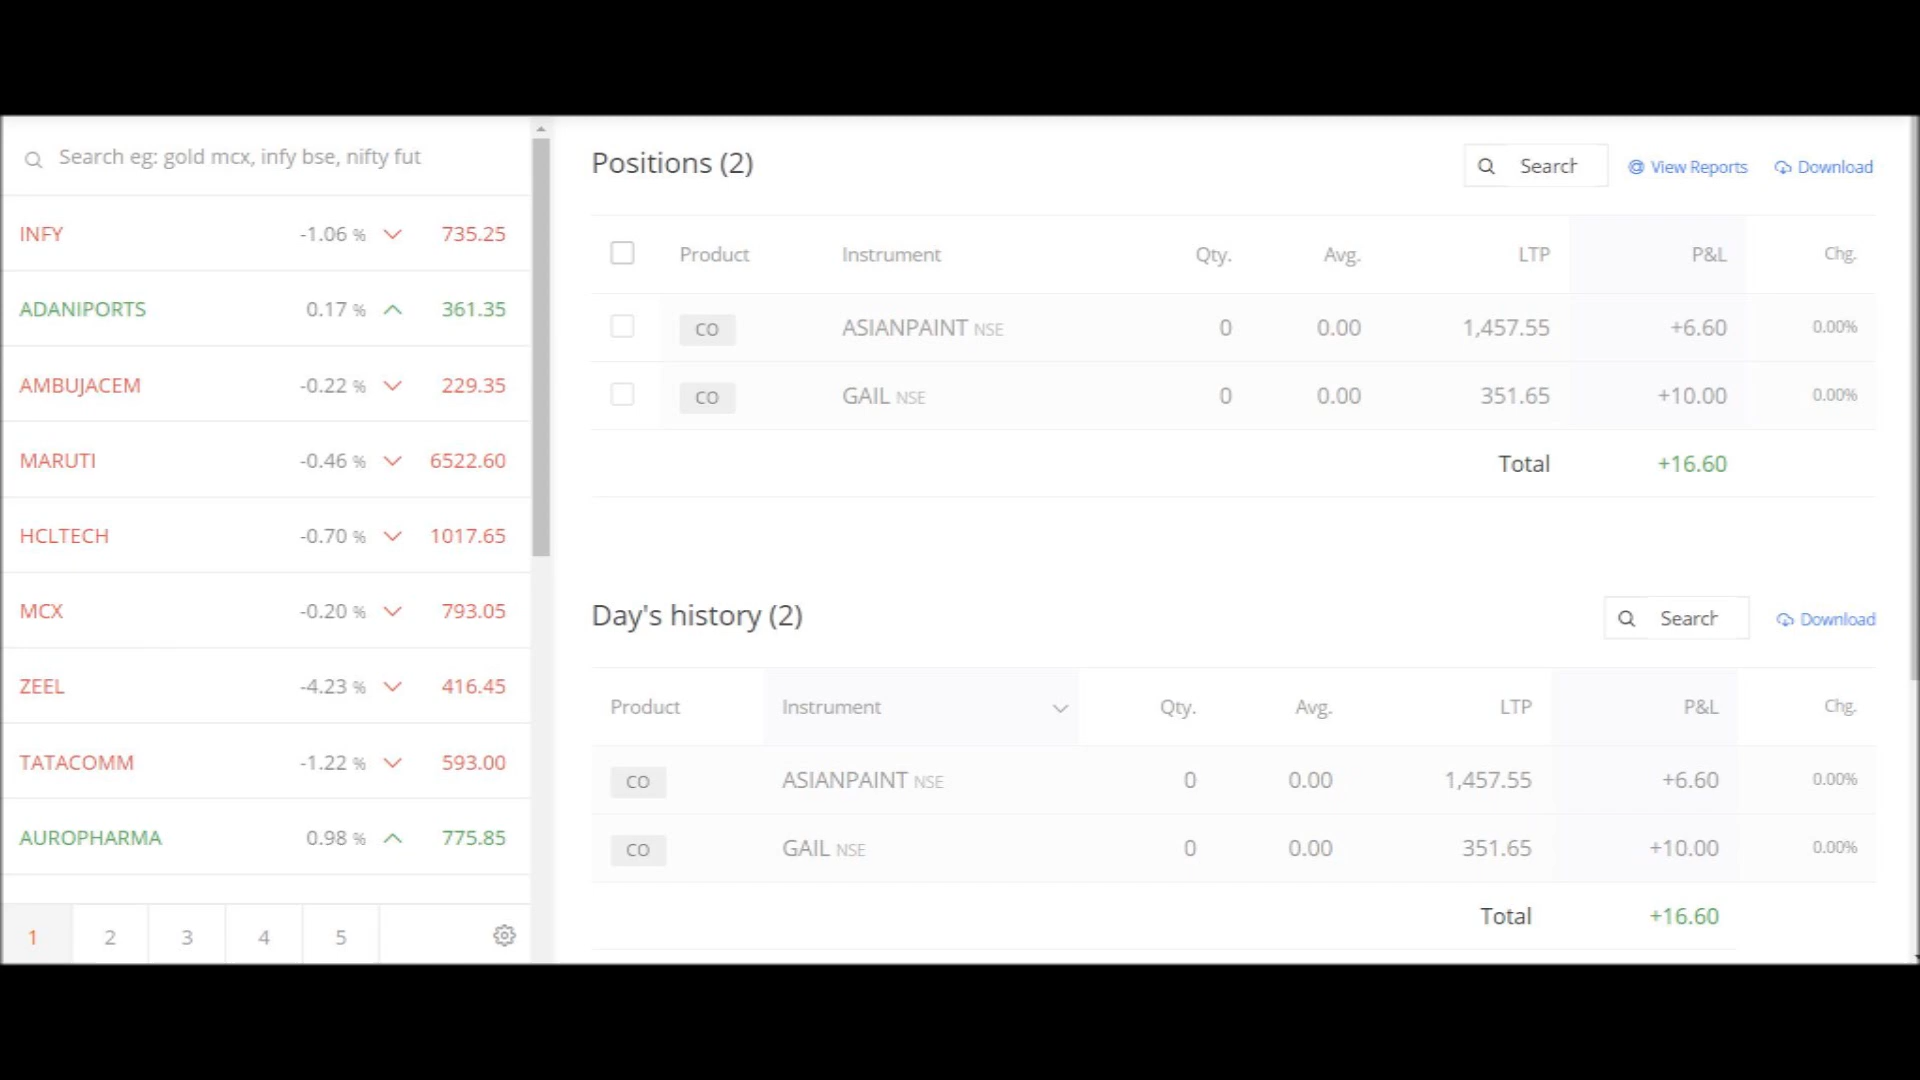 Search eg: gold mcx, infy bse, nifty fut
INFY -1.06 % 735.25
ADANIPORTS 0.17 % 361.35
AMBUJACEM -0.22 % 229.35
MARUTI -0.46 % 6522.60
HCLTECH -0.70 % 1017.65
MCX -0.20 % 793.05
ZEEL -4.23 % 416.45
TATACOMM -1.22 % 593.00
AUROPHARMA 0.98 % 775.85
1 2 3 4 5
Positions (2) Search View Reports Download
Product Instrument Qty. Avg. LTP P&L Chg.
CO ASIANPAINT NSE 0 0.00 1,457.55 +6.60 0.00%
CO GAIL NSE 0 0.00 351.65 +10.00 0.00%
Total +16.60
Day's history (2) Search Download
Product Instrument Qty. Avg. LTP P&L Chg.
CO ASIANPAINT NSE 0 0.00 1,457.55 +6.60 0.00%
CO GAIL NSE 0 0.00 351.65 +10.00 0.00%
Total +16.60